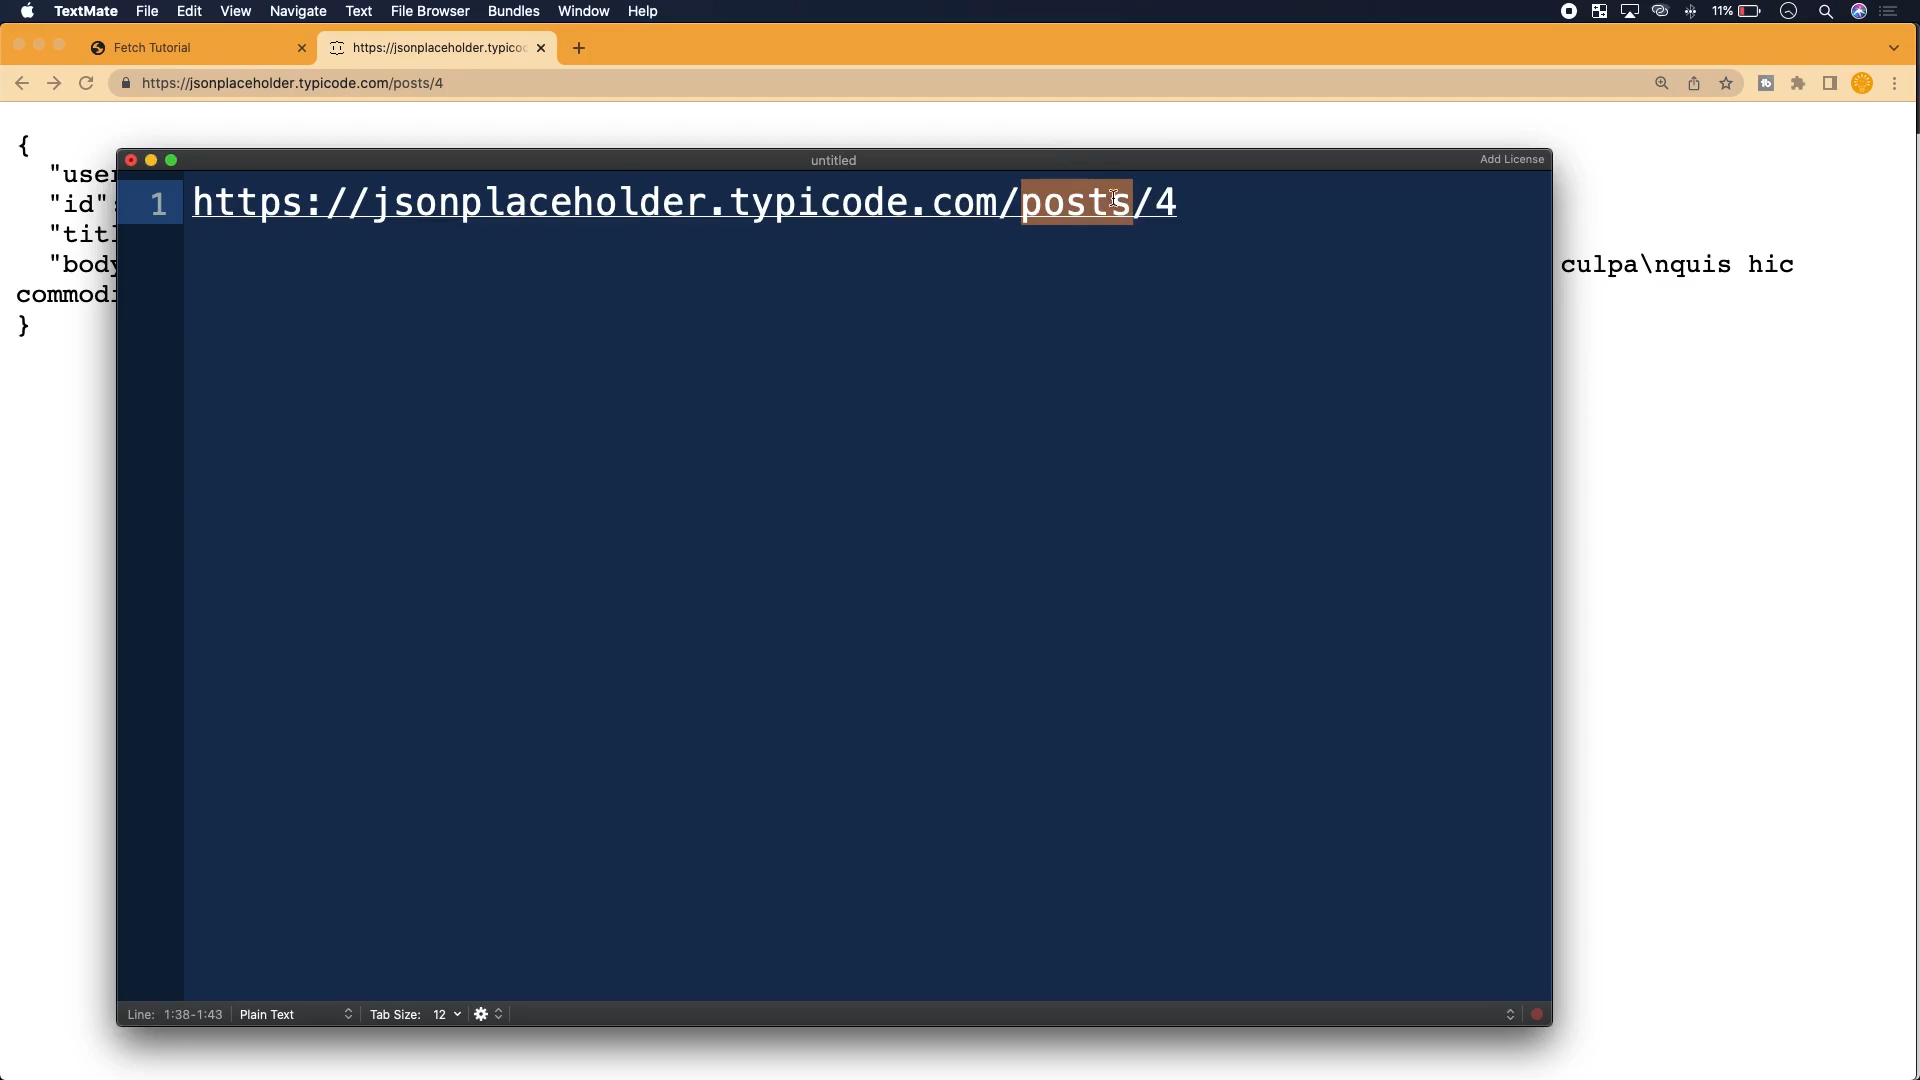 TextMate File Edit View Navigate Text File Browser Bundles Window Help 11%
Fetch Tutorial https://jsonplaceholder.typico
https://jsonplaceholder.typicode.com/posts/4
{
untitled Add License
"user
"id":
"titl
"body
culpa\nquis hic
commodi
}
1 https://jsonplaceholder.typicode.com/posts/4
Line: 1:38-1:43 Plain Text Tab Size: 12